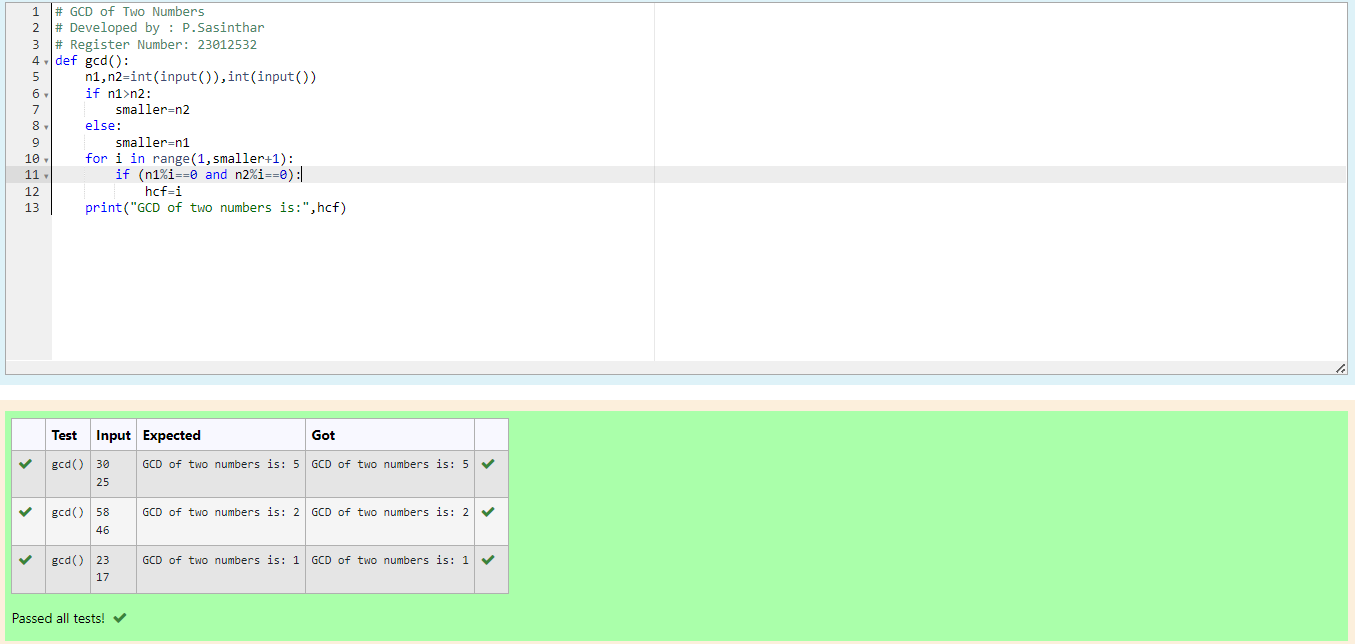 1 # GCD of Two Numbers
2 # Developed by : P.Sasinthar
3 # Register Number: 23012532
4 def gcd():
5     n1,n2=int(input()),int(input())
6     if n1>n2:
7         smaller=n2
8     else:
9         smaller=n1
10     for i in range(1,smaller+1):
11         if (n1%i==0 and n2%i==0):
12             hcf=i
13     print("GCD of two numbers is:",hcf)
Test Input Expected Got
gcd() 30 GCD of two numbers is: 5 GCD of two numbers is: 5
25
gcd() 58 GCD of two numbers is: 2 GCD of two numbers is: 2
46
gcd() 23 GCD of two numbers is: 1 GCD of two numbers is: 1
17
Passed all tests!